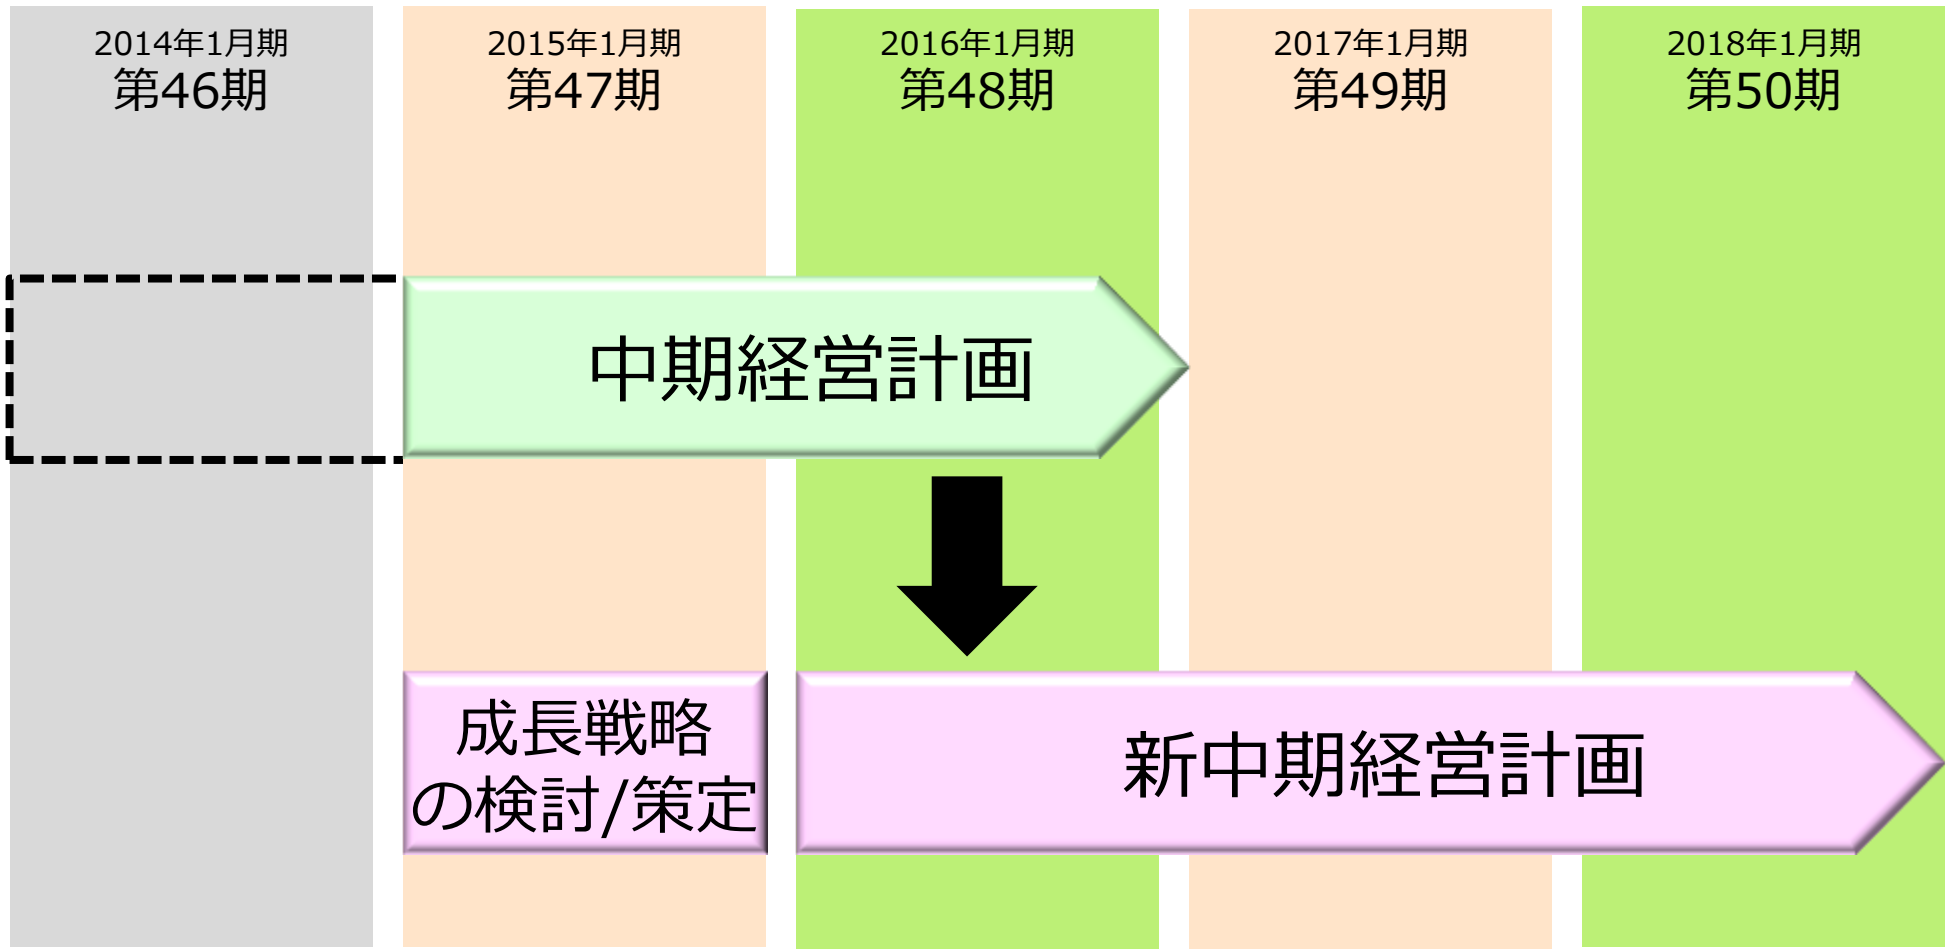 2014年1月期
第46期
2015年1月期
第47期
2016年1月期
第48期
2017年1月期
第49期
2018年1月期
第50期
中期経営計画
成長戦略
の検討/策定
新中期経営計画